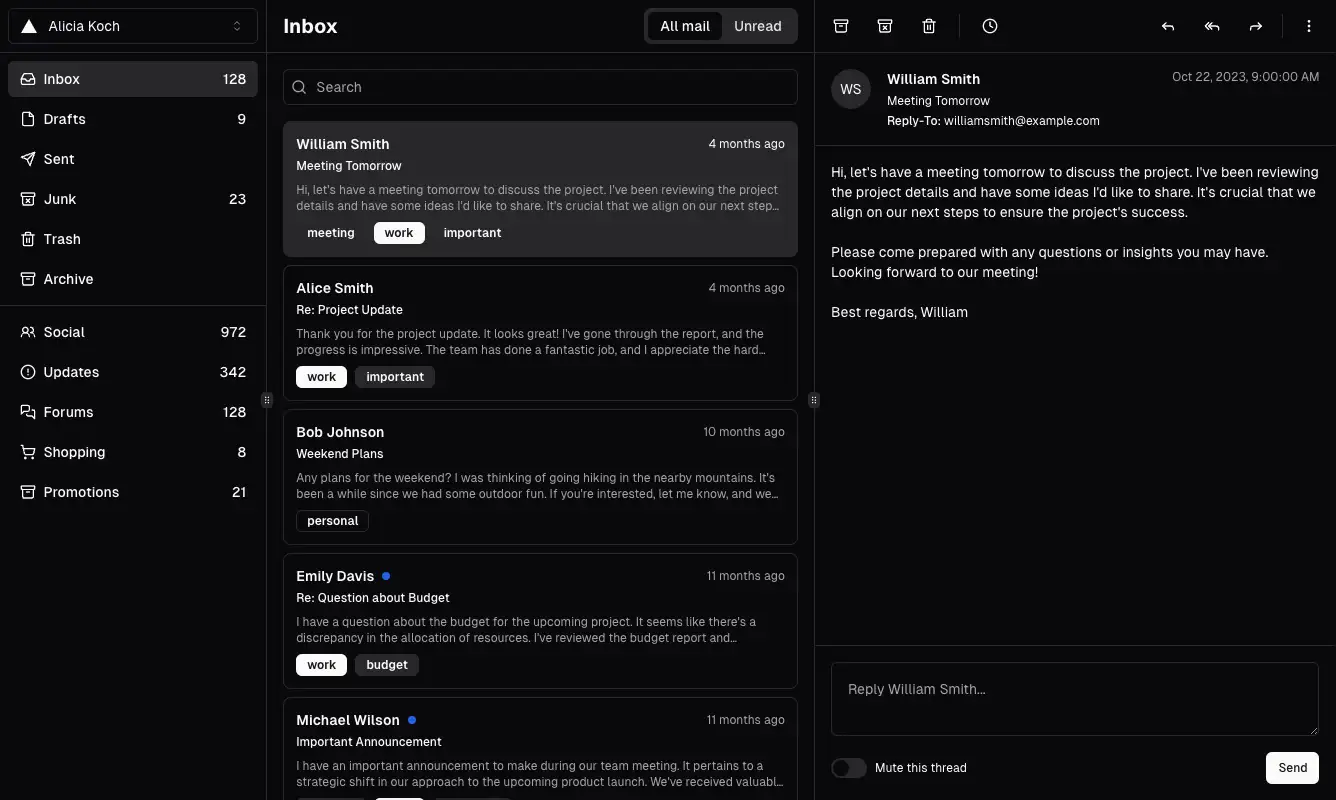 Alicia Koch
Inbox 128
Drafts 9
Sent
Junk 23
Trash
Archive
Social 972
Updates 342
Forums 128
Shopping 8
Promotions 21
Inbox
All mail Unread
Search
William Smith 4 months ago
Meeting Tomorrow
Hi, let's have a meeting tomorrow to discuss the project. I've been reviewing the project
details and have some ideas I'd like to share. It's crucial that we align on our next step...
meeting work important
Alice Smith 4 months ago
Re: Project Update
Thank you for the project update. It looks great! I've gone through the report, and the
progress is impressive. The team has done a fantastic job, and I appreciate the hard...
work important
Bob Johnson 10 months ago
Weekend Plans
Any plans for the weekend? I was thinking of going hiking in the nearby mountains. It's
been a while since we had some outdoor fun. If you're interested, let me know, and we...
personal
Emily Davis 11 months ago
Re: Question about Budget
I have a question about the budget for the upcoming project. It seems like there's a
discrepancy in the allocation of resources. I've reviewed the budget report and...
work budget
Michael Wilson 11 months ago
Important Announcement
I have an important announcement to make during our team meeting. It pertains to a
strategic shift in our approach to the upcoming product launch. We've received valuabl...
WS
William Smith Oct 22, 2023, 9:00:00 AM
Meeting Tomorrow
Reply-To: williamsmith@example.com
Hi, let's have a meeting tomorrow to discuss the project. I've been reviewing
the project details and have some ideas I'd like to share. It's crucial that we
align on our next steps to ensure the project's success.
Please come prepared with any questions or insights you may have.
Looking forward to our meeting!
Best regards, William
Reply William Smith...
Mute this thread Send